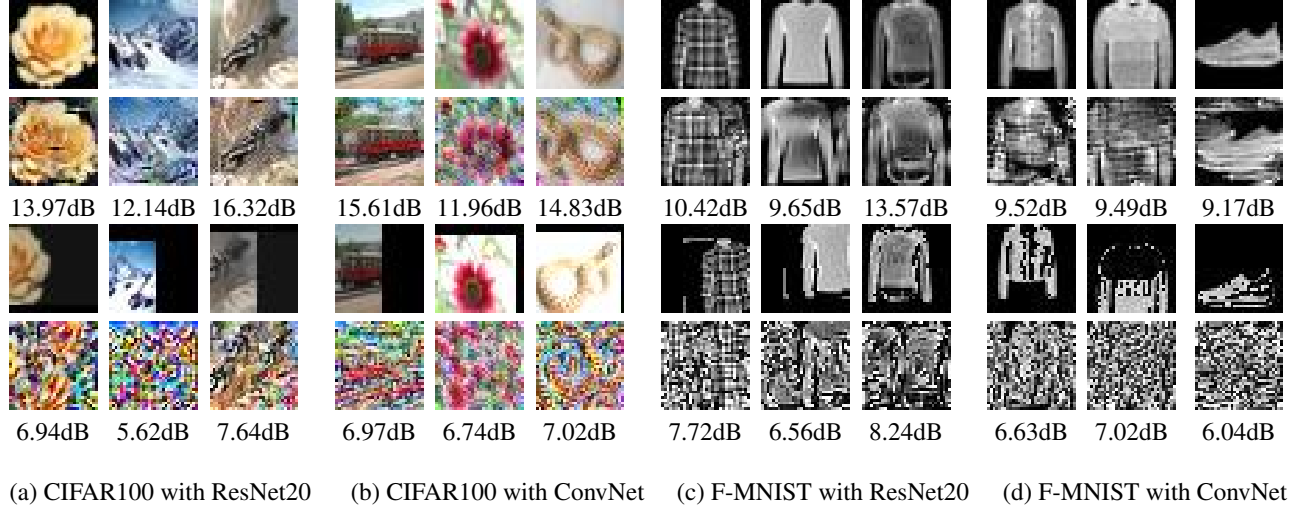 13.97dB 12.14dB 16.32dB 15.61dB 11.96dB 14.83dB 10.42dB 9.65dB 13.57dB 9.52dB 9.49dB 9.17dB
6.94dB 5.62dB 7.64dB 6.97dB 6.74dB 7.02dB 7.72dB 6.56dB 8.24dB 6.63dB 7.02dB 6.04dB
(a) CIFAR100 with ResNet20 (b) CIFAR100 with ConvNet (c) F-MNIST with ResNet20 (d) F-MNIST with ConvNet